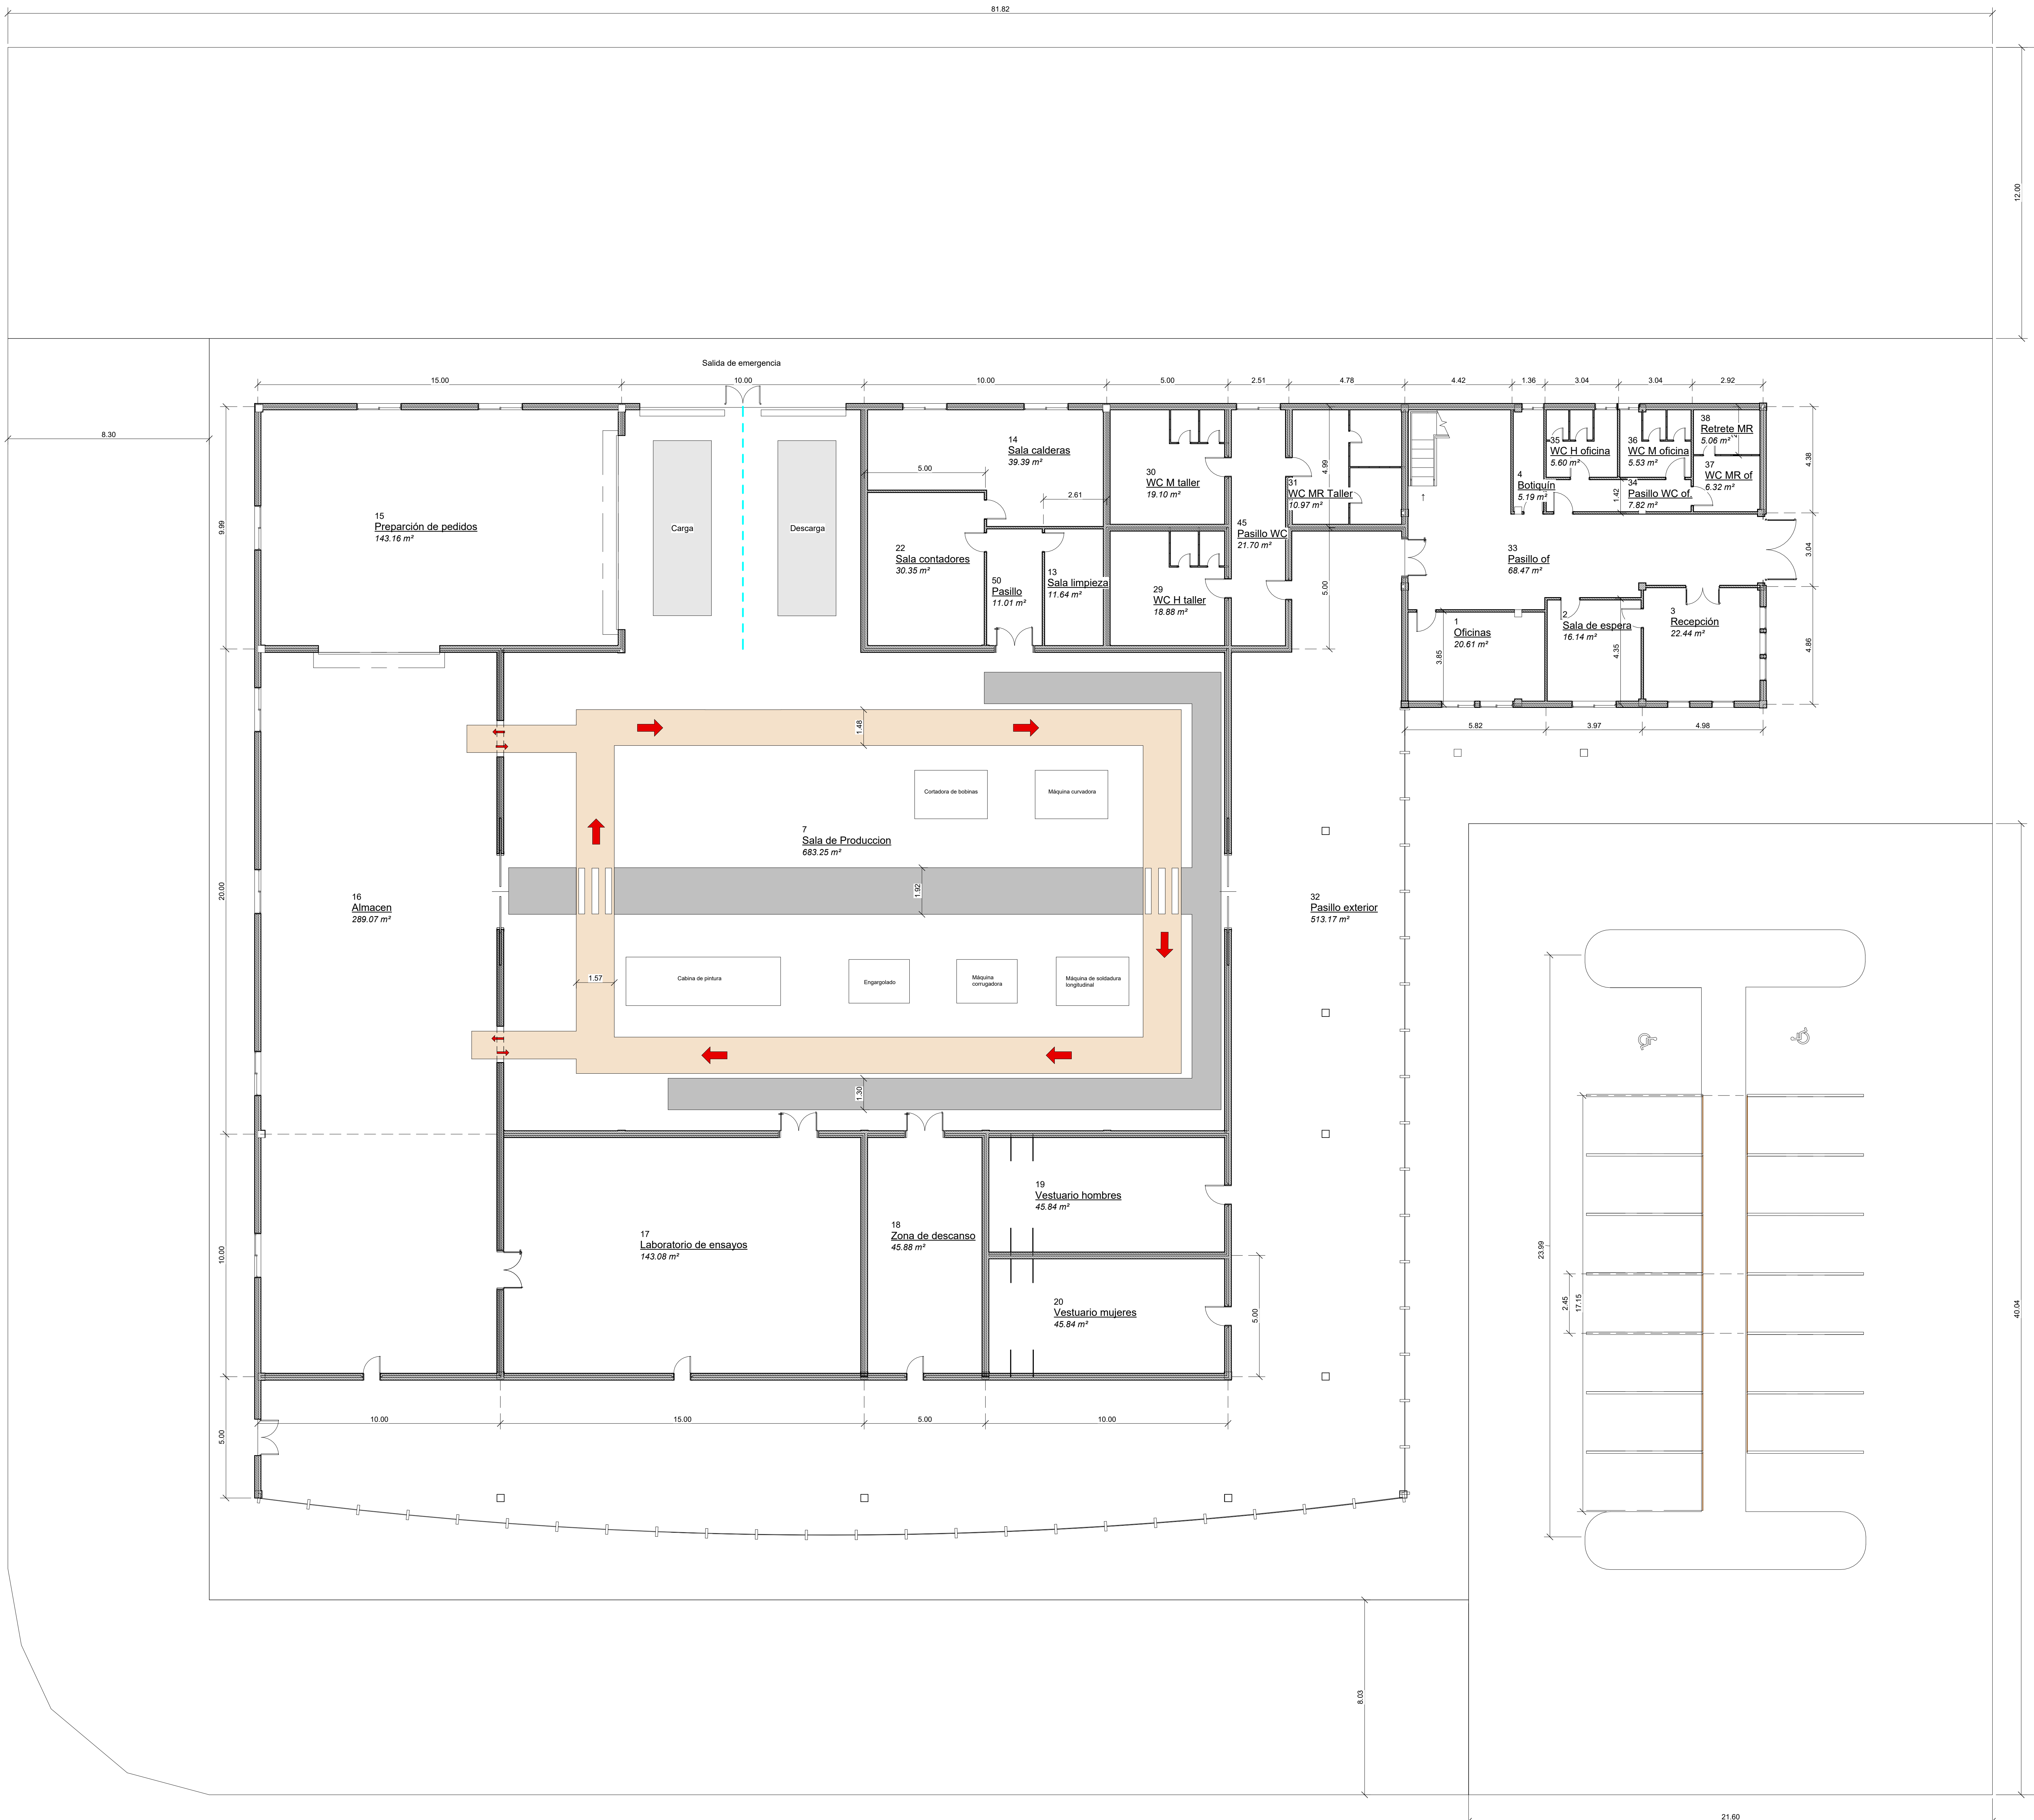 81.82
12.00
8.30
Salida de emergencia
15.00
10.00
10.00
5.00
2.51
4.78
4.42
1.36
3.04
3.04
2.92
9.99
20.00
10.00
5.00
15
Preparción de pedidos
143.16 m²
Carga
Descarga
14
Sala calderas
39.39 m²
5.00
2.61
22
Sala contadores
30.35 m²
50
Pasillo
11.01 m²
13
Sala limpieza
11.64 m²
30
WC M taller
19.10 m²
29
WC H taller
18.88 m²
45
Pasillo WC
21.70 m²
31
WC MR Taller
10.97 m²
4.99
5.00
4
Botiquín
5.19 m²
35
WC H oficina
5.60 m²
36
WC M oficina
5.53 m²
38
Retrete MR
5.06 m²
37
WC MR of
6.32 m²
34
Pasillo WC of.
7.82 m²
1.42
4.38
3.04
4.86
33
Pasillo of
68.47 m²
1
Oficinas
20.61 m²
3.85
2
Sala de espera
16.14 m²
4.35
3
Recepción
22.44 m²
5.82
3.97
4.98
1.48
Cortadora de bobinas
Máquina curvadora
7
Sala de Produccion
683.25 m²
1.92
16
Almacen
289.07 m²
32
Pasillo exterior
513.17 m²
1.57
Cabina de pintura
Engargolado
Máquina
corrugadora
Máquina de soldadura
longitudinal
1.30
17
Laboratorio de ensayos
143.08 m²
18
Zona de descanso
45.88 m²
19
Vestuario hombres
45.84 m²
20
Vestuario mujeres
45.84 m²
5.00
10.00
15.00
5.00
10.00
23.99
2.45
17.15
40.04
8.03
21.60